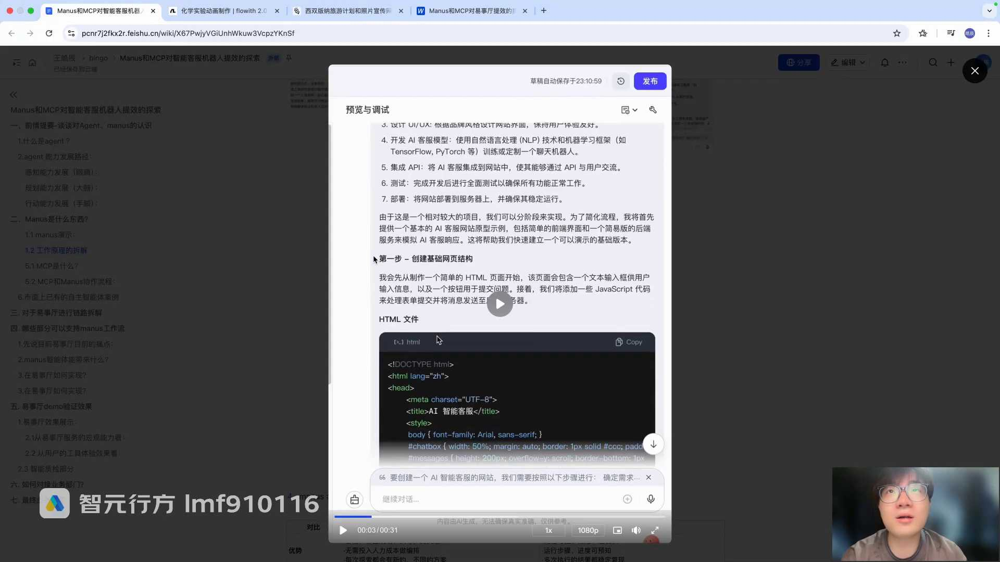 Manus和MCP对智能客服机器人
化学实验动画制作 | flowith 2.0
西双版纳旅游计划和照片宣传网
Manus和MCP对易事厅提效的探
pcnr7j2fkx2r.feishu.cn/wiki/X67PwjyVGiUnhWkuw3VcpzYKnSf
皓辰
王皓辰 > bingo > Manus和MCP对智能客服机器人提效的探索 外部
已经保存到云端
分享
编辑
Manus和MCP对智能客服机器人提效的探索
一、前情提要-谈谈对Agent、manus的认识
1.什么是agent？
2.agent 能力发展路径：
感知能力发展（眼睛）：
规划能力发展（大脑）：
行动能力发展（手脚）：
二、Manus是什么东西?
1.1 manus演示：
1.2 工作原理的拆解
5.1 MCP是什么?
5.2 MCP和Manus协作流程：
6.市面上已有的自主智能体案例
三. 对于易事厅进行链路拆解
四. 哪些部分可以支持manus工作流
1.先说目前易事厅目前的痛点：
2.manus智能体能带来什么?
3.在易事厅如何实现?
3.在易事厅如何实现?
五. 易事厅demo验证效果
1.易事厅效果展示：
2.1从易事厅服务的宏观能力看：
2.2 从用户的工具体验效果看
2.3 智能质检部分
六. 如何对接业务部门?
七. 最终
智元行方 lmf910116
草稿自动保存于23:10:59
发布
预览与调试
3. 设计 UI/UX: 根据品牌风格设计网站界面，保持用户体验友好。
4. 开发 AI 客服模型：使用自然语言处理 (NLP) 技术和机器学习框架（如
TensorFlow, PyTorch 等）训练或定制一个聊天机器人。
5. 集成 API：将 AI 客服集成到网站中，使其能够通过 API 与用户交流。
6. 测试：完成开发后进行全面测试以确保所有功能正常工作。
7. 部署：将网站部署到服务器上，并确保其稳定运行。
由于这是一个相对较大的项目，我们可以分阶段来实现。为了简化流程，我将首先
提供一个基本的 AI 客服网站原型示例，包括简单的前端界面和一个简易版的后端
服务来模拟 AI 客服响应。这将帮助我们快速建立一个可以演示的基础版本。
第一步 – 创建基础网页结构
我会先从制作一个简单的 HTML 页面开始，该页面会包含一个文本输入框供用户
输入信息，以及一个按钮用于提交问题。接着，我们将添加一些 JavaScript 代码
来处理表单提交并将消息发送至 务器。
HTML 文件
html
Copy
<!DOCTYPE html>
<html lang="zh">
<head>
<meta charset="UTF-8">
<title>AI 智能客服</title>
<style>
body { font-family: Arial, sans-serif; }
#chatbox { width: 50%; margin: auto; border: 1px solid #ccc; padd
#messages { height: 200px; overflow-y: scroll; border-bottom: 1px
66 要创建一个 AI 智能客服的网站，我们需要按照以下步骤进行： 确定需求...
继续对话...
内容由AI生成，无法确保真实准确，仅供参考。
00:03/00:31
1x
1080p
对比
优势
·无需投入人力成本做编排
·每次探索都会有新的、不同的方案
·运行步骤、进度可预知
·多次执行的结果都稳定复现